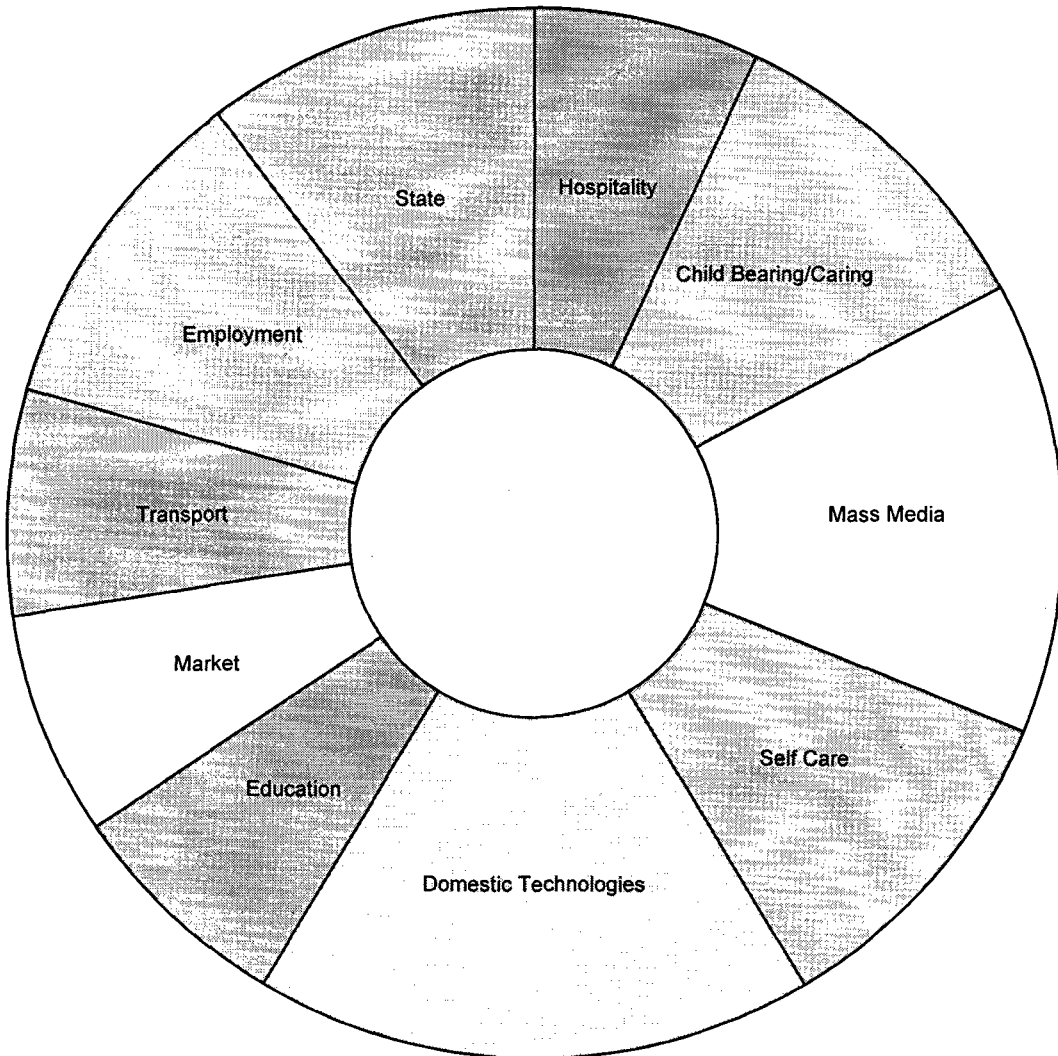 State
Hospitality
Child Bearing/Caring
Employment
Transport
Mass Media
Market
Self Care
Education
Domestic Technologies